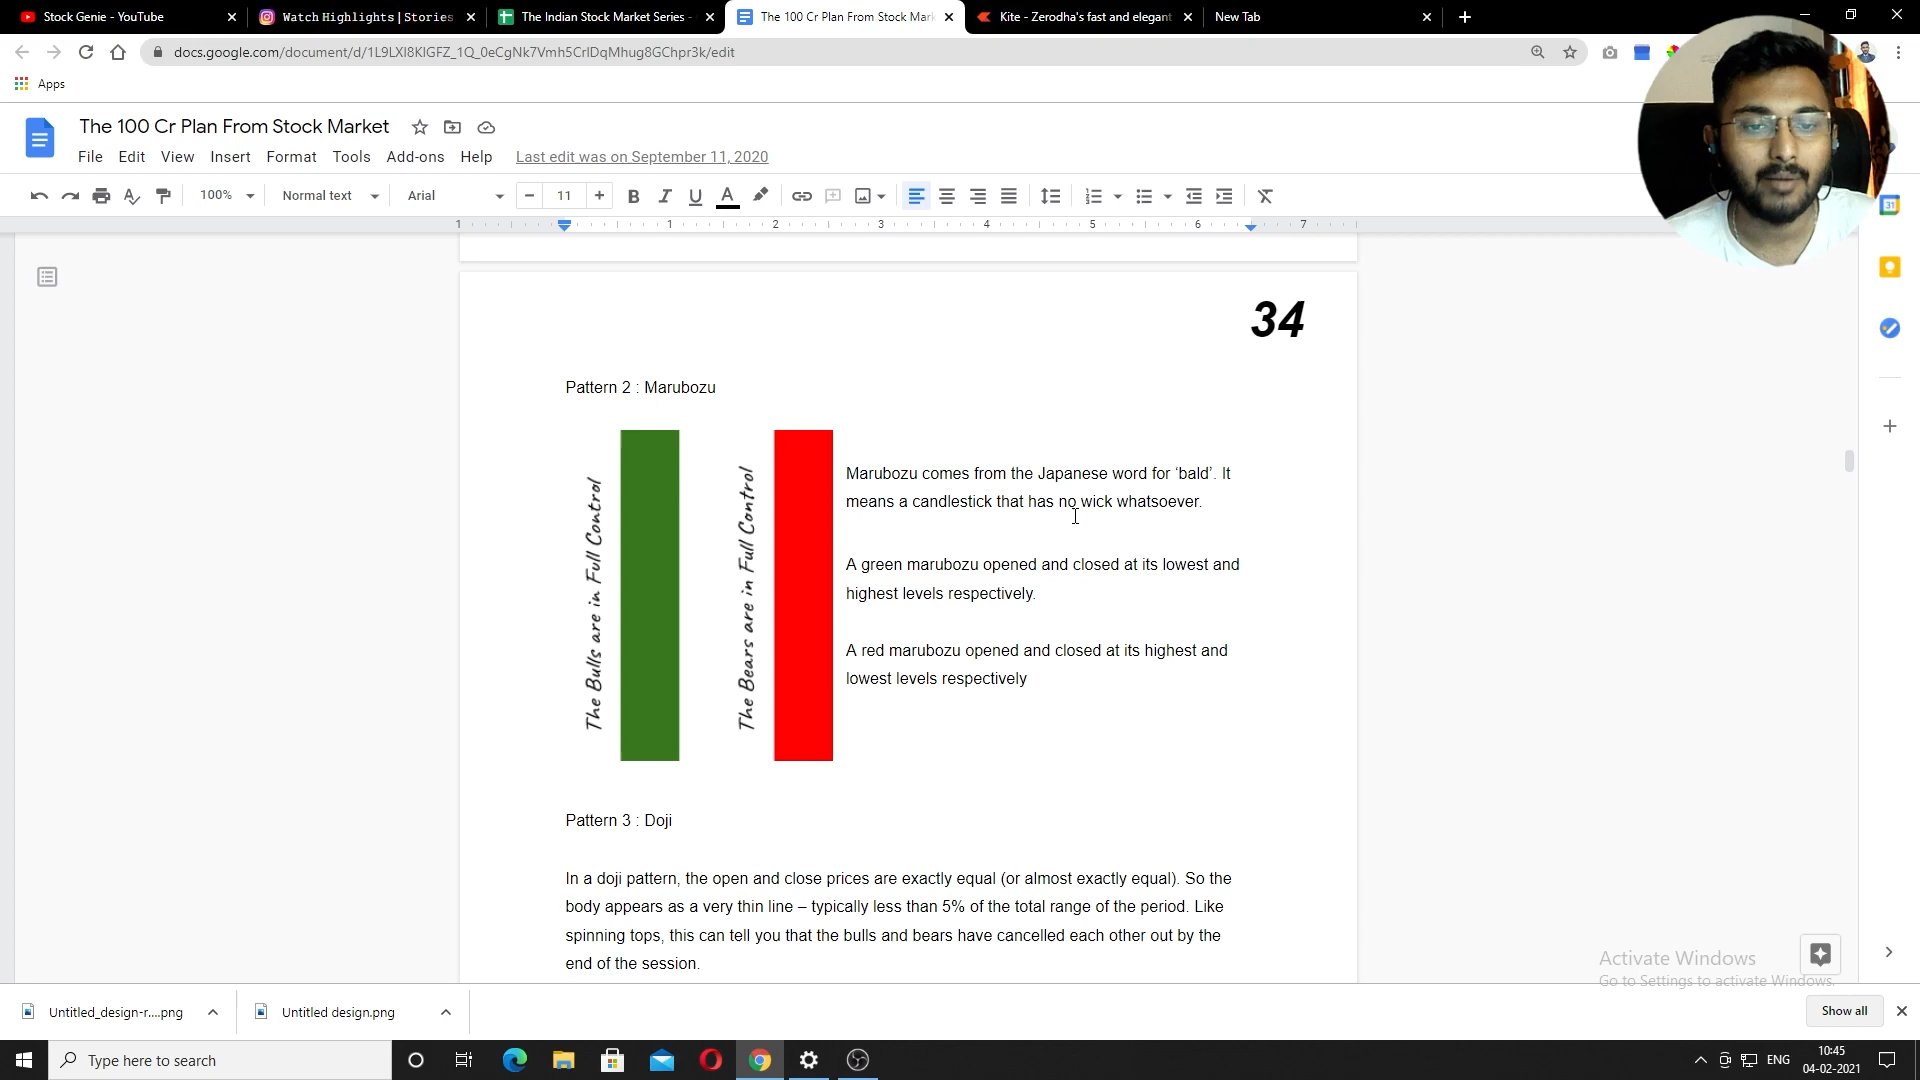 Stock Genie - YouTube
Watch Highlights | Stories
The Indian Stock Market Series -
The 100 Cr Plan From Stock Mark
Kite - Zerodha's fast and elegant
New Tab
docs.google.com/document/d/1L9LXI8KIGFZ_1Q_0eCgNk7Vmh5CrIDqMhug8GChpr3k/edit
Apps
The 100 Cr Plan From Stock Market
File Edit View Insert Format Tools Add-ons Help Last edit was on September 11, 2020
100% Normal text Arial 11
1 1 2 3 4 5 6 7
31
34
Pattern 2 : Marubozu
The Bulls are in Full Control
The Bears are in Full Control
Marubozu comes from the Japanese word for ‘bald’. It
means a candlestick that has no wick whatsoever.
A green marubozu opened and closed at its lowest and
highest levels respectively.
A red marubozu opened and closed at its highest and
lowest levels respectively
Pattern 3 : Doji
In a doji pattern, the open and close prices are exactly equal (or almost exactly equal). So the
body appears as a very thin line – typically less than 5% of the total range of the period. Like
spinning tops, this can tell you that the bulls and bears have cancelled each other out by the
end of the session.
Activate Windows
Go to Settings to activate Windows.
Untitled_design-r....png
Untitled design.png
Show all
Type here to search
ENG
10:45
04-02-2021